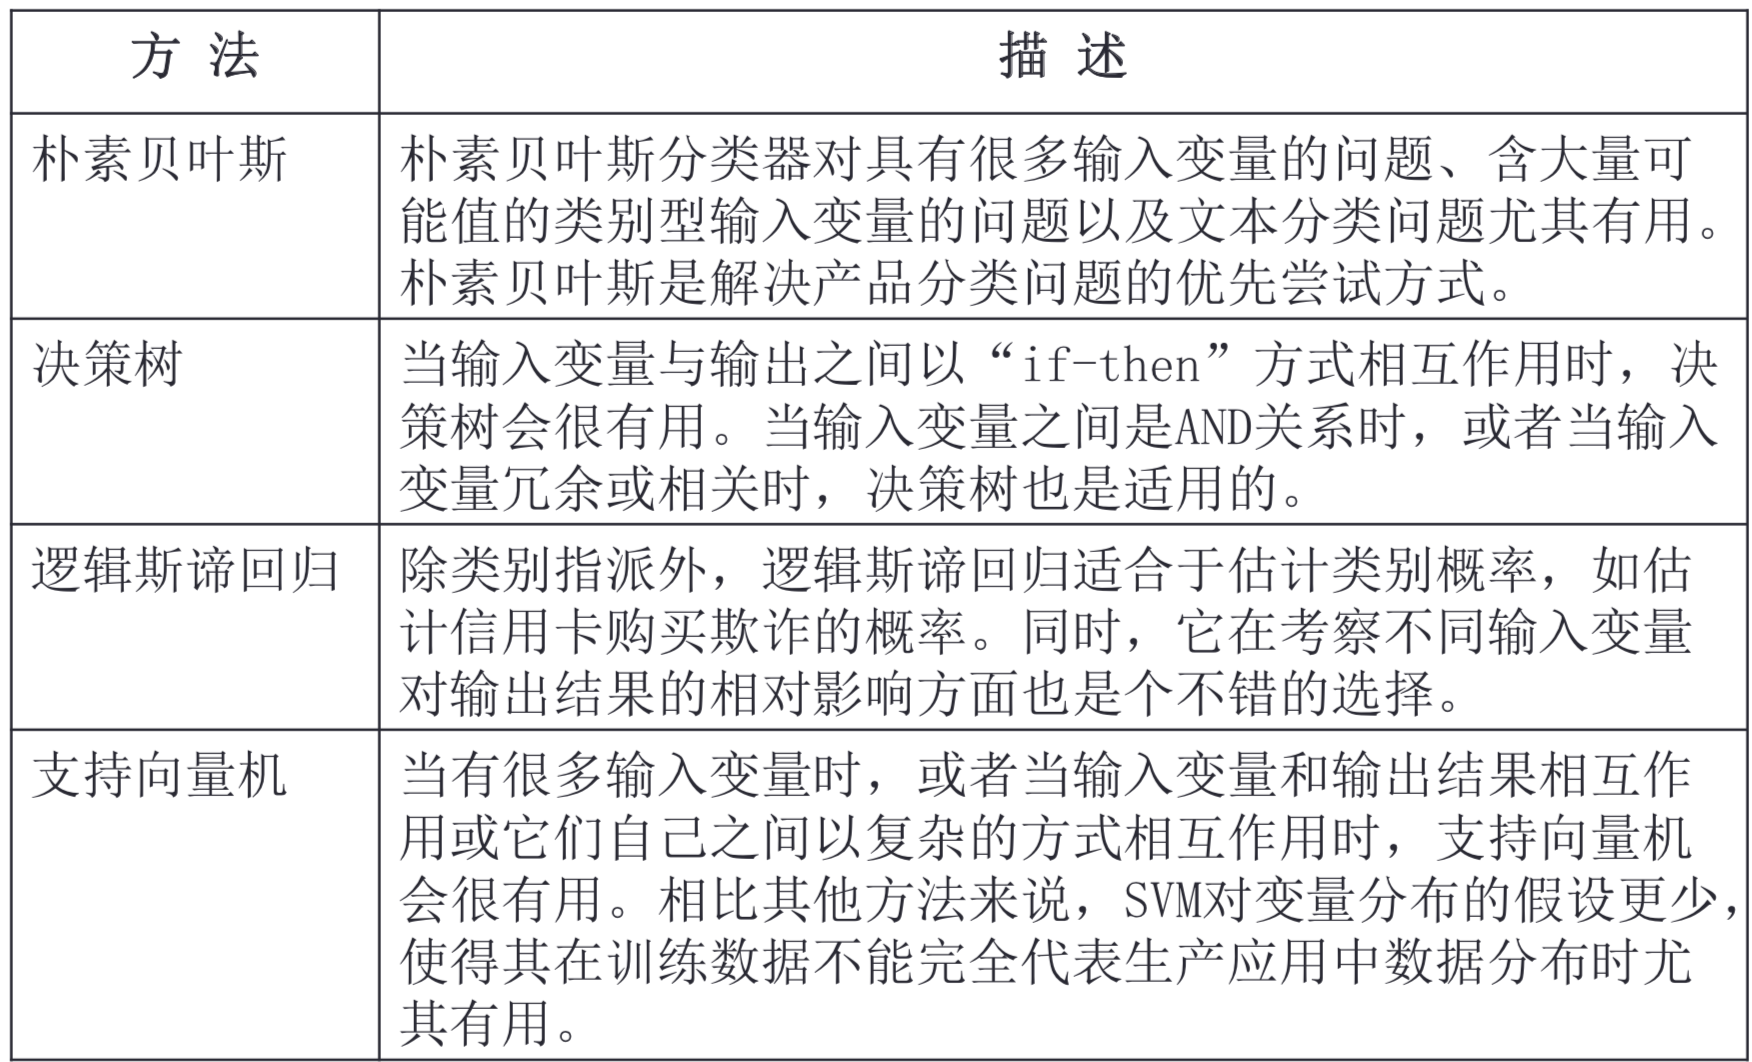 方 法
描 述
朴素贝叶斯
朴素贝叶斯分类器对具有很多输入变量的问题、含大量可
能值的类别型输入变量的问题以及文本分类问题尤其有用。
朴素贝叶斯是解决产品分类问题的优先尝试方式。
决策树
当输入变量与输出之间以“if-then”方式相互作用时，决
策树会很有用。当输入变量之间是AND关系时，或者当输入
变量冗余或相关时，决策树也是适用的。
逻辑斯谛回归
除类别指派外，逻辑斯谛回归适合于估计类别概率，如估
计信用卡购买欺诈的概率。同时，它在考察不同输入变量
对输出结果的相对影响方面也是个不错的选择。
支持向量机
当有很多输入变量时，或者当输入变量和输出结果相互作
用或它们自己之间以复杂的方式相互作用时，支持向量机
会很有用。相比其他方法来说，SVM对变量分布的假设更少，
使得其在训练数据不能完全代表生产应用中数据分布时尤
其有用。